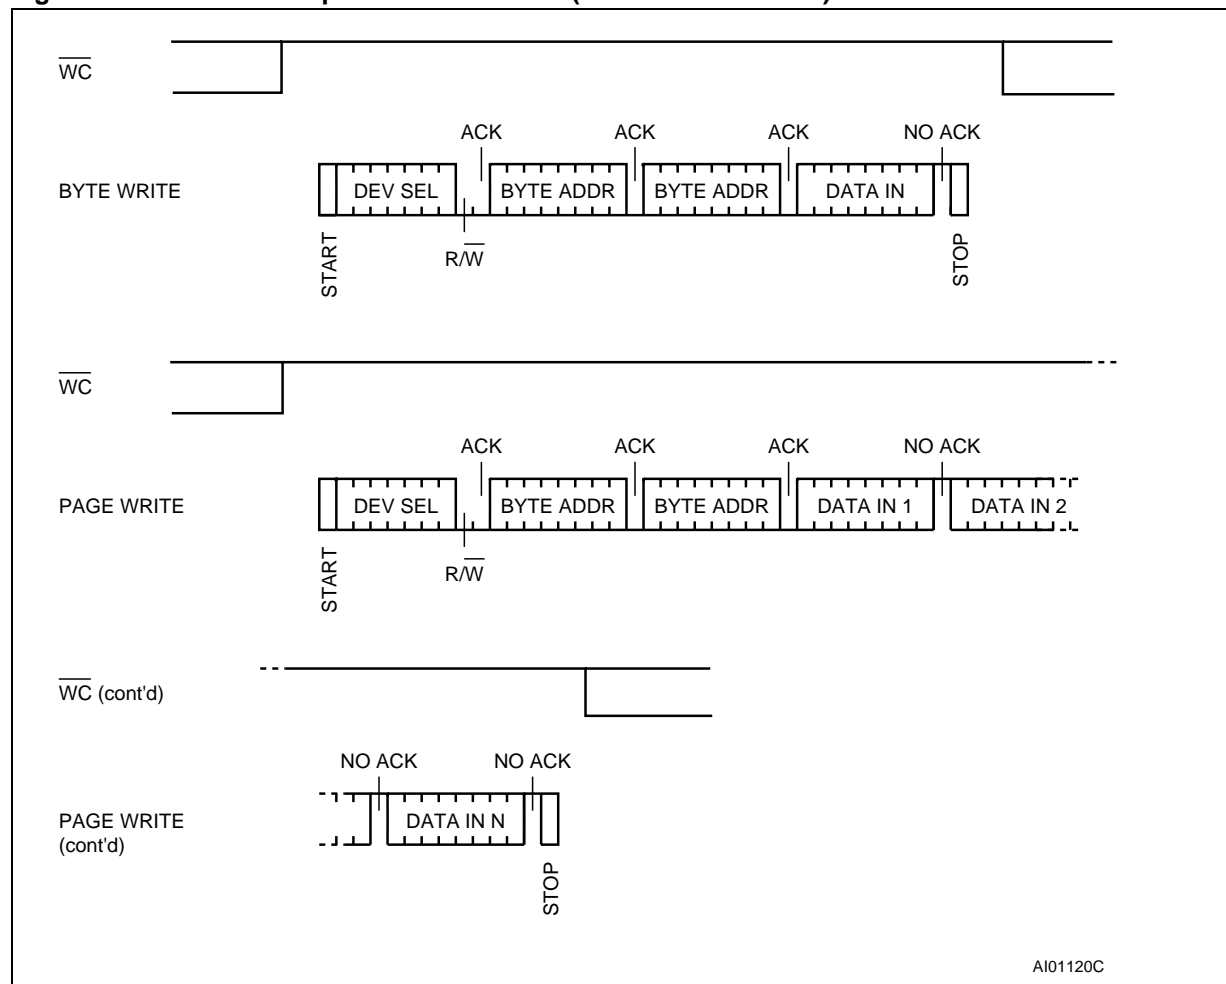 WC
ACK ACK ACK NO ACK
BYTE WRITE DEV SEL BYTE ADDR BYTE ADDR DATA IN
R/W
START
STOP
WC
ACK ACK ACK NO ACK
PAGE WRITE DEV SEL BYTE ADDR BYTE ADDR DATA IN 1 DATA IN 2
R/W
START
WC (cont'd)
NO ACK NO ACK
PAGE WRITE DATA IN N
(cont'd)
STOP
AI01120C